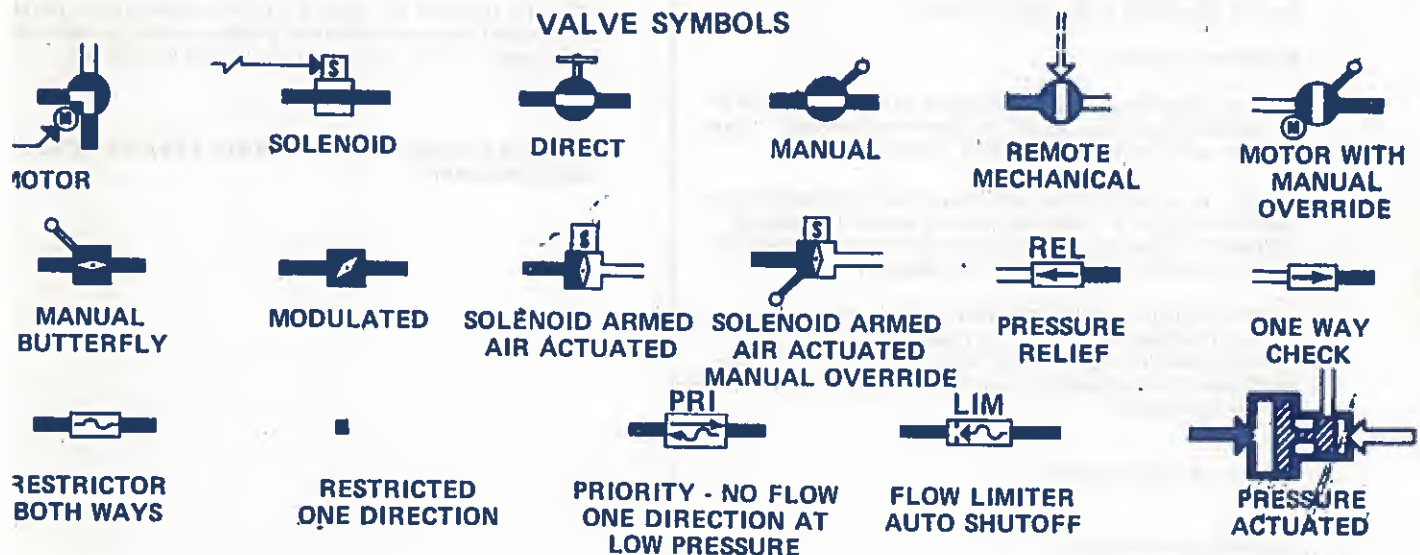 VALVE SYMBOLS
M
S
MOTOR
SOLENOID
DIRECT
MANUAL
REMOTE
MECHANICAL
M
MOTOR WITH
MANUAL
OVERRIDE
MANUAL
BUTTERFLY
MODULATED
S
SOLENOID ARMED
AIR ACTUATED
S
SOLENOID ARMED
AIR ACTUATED
MANUAL OVERRIDE
REL
PRESSURE
RELIEF
ONE WAY
CHECK
RESTRICTOR
BOTH WAYS
RESTRICTED
ONE DIRECTION
PRI
PRIORITY - NO FLOW
ONE DIRECTION AT
LOW PRESSURE
LIM
FLOW LIMITER
AUTO SHUTOFF
PRESSURE
ACTUATED